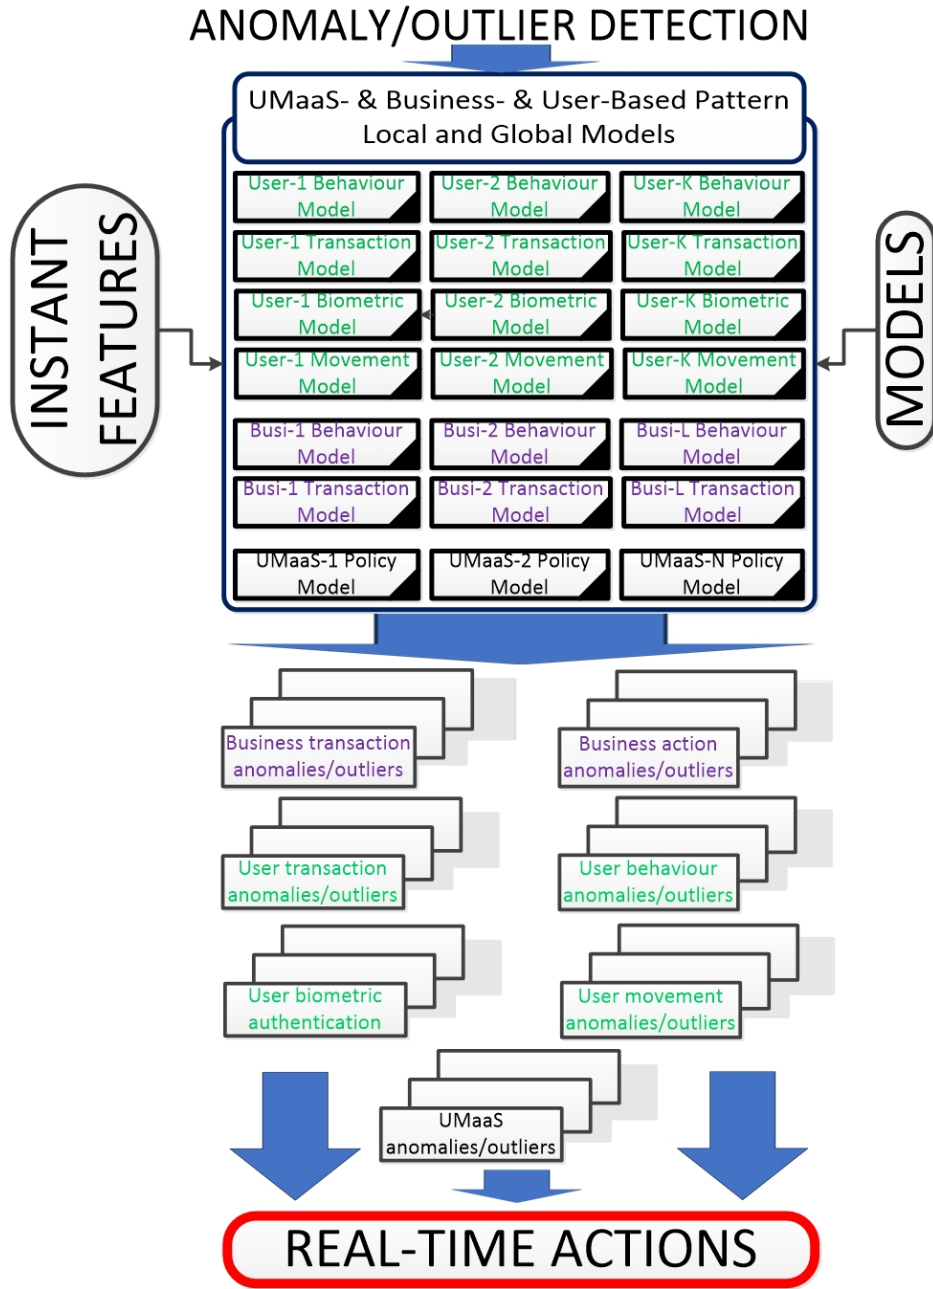 ANOMALY/OUTLIER DETECTION
UMaaS- & Business- & User-Based Pattern
Local and Global Models
INSTANT
FEATURES
MODELS
User-1 Behaviour
Model
User-2 Behaviour
Model
User-K Behaviour
Model
User-1 Transaction
Model
User-2 Transaction
Model
User-K Transaction
Model
User-1 Biometric
Model
User-2 Biometric
Model
User-K Biometric
Model
User-1 Movement
Model
User-2 Movement
Model
User-K Movement
Model
Busi-1 Behaviour
Model
Busi-2 Behaviour
Model
Busi-L Behaviour
Model
Busi-1 Transaction
Model
Busi-2 Transaction
Model
Busi-L Transaction
Model
UMaaS-1 Policy
Model
UMaaS-2 Policy
Model
UMaaS-N Policy
Model
Business transaction
anomalies/outliers
Business action
anomalies/outliers
User transaction
anomalies/outliers
User behaviour
anomalies/outliers
User biometric
authentication
User movement
anomalies/outliers
UMaaS
anomalies/outliers
REAL-TIME ACTIONS